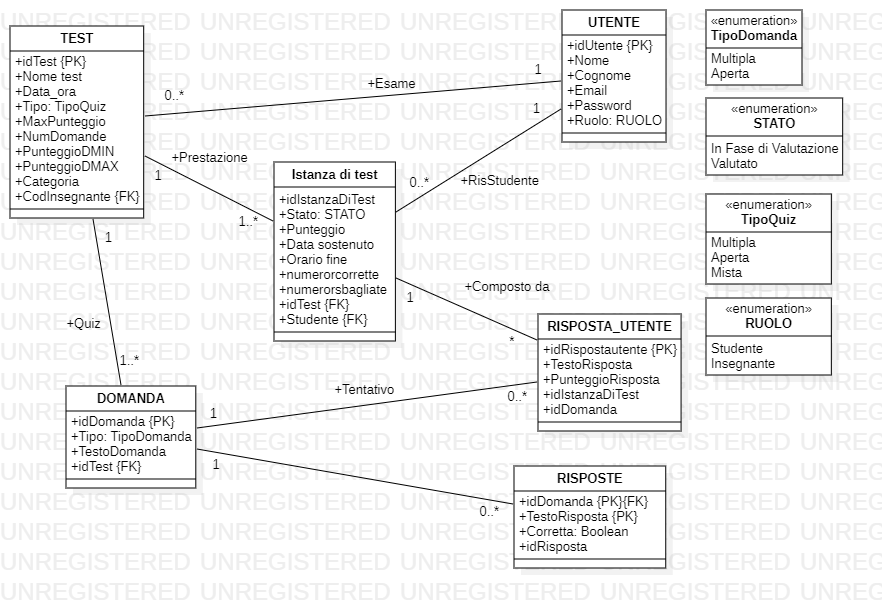 TEST
+idTest {PK}
+Nome test
+Data_ora
+Tipo: TipoQuiz
+MaxPunteggio
+NumDomande
+PunteggioDMIN
+PunteggioDMAX
+Categoria
+CodInsegnante {FK}
0..*
+Esame
1
UTENTE
+idUtente {PK}
+Nome
+Cognome
+Email
+Password
+Ruolo: RUOLO
«enumeration»
TipoDomanda
Multipla
Aperta
«enumeration»
STATO
In Fase di Valutazione
Valutato
«enumeration»
TipoQuiz
Multipla
Aperta
Mista
«enumeration»
RUOLO
Studente
Insegnante
+Prestazione
1
1..*
Istanza di test
+idIstanzaDiTest
+Stato: STATO
+Punteggio
+Data sostenuto
+Orario fine
+numerorcorrette
+numerorsbagliate
+idTest {FK}
+Studente {FK}
1
0..*
+RisStudente
+Composto da
1
*
RISPOSTA_UTENTE
+idRispostautente {PK}
+TestoRisposta
+PunteggioRisposta
+idIstanzaDiTest
+idDomanda
1
+Quiz
1..*
DOMANDA
+idDomanda {PK}
+Tipo: TipoDomanda
+TestoDomanda
+idTest {FK}
+Tentativo
1
0..*
1
0..*
RISPOSTE
+idDomanda {PK}{FK}
+TestoRisposta {PK}
+Corretta: Boolean
+idRisposta
UNREGISTERED UNREGISTERED UNREGISTERED UNREGISTERED UNREGISTERED